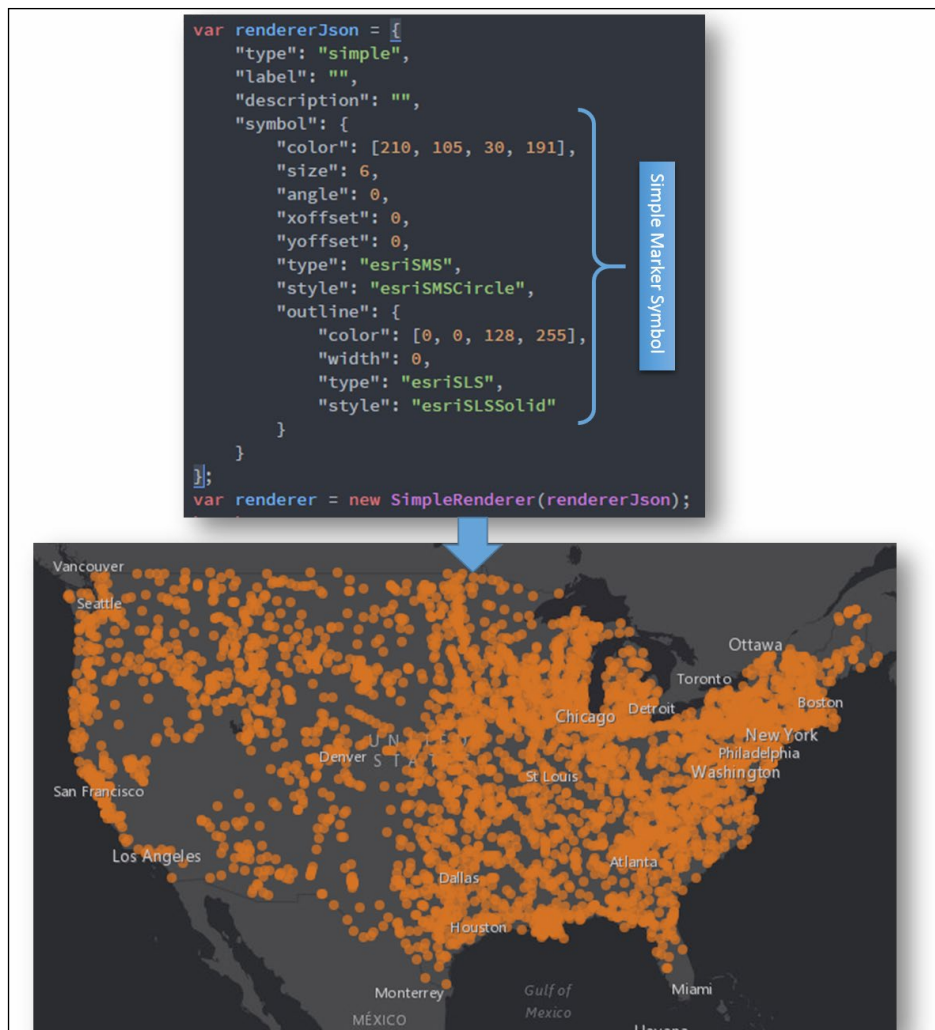 var rendererJson = {
"type": "simple",
"label": "",
"description": "",
"symbol": {
"color": [210, 105, 30, 191],
"size": 6,
"angle": 0,
"xoffset": 0,
"yoffset": 0,
"type": "esriSMS",
"style": "esriSMSCircle",
"outline": {
"color": [0, 0, 128, 255],
"width": 0,
"type": "esriSLS",
"style": "esriSLSSolid"
}
}
};
var renderer = new SimpleRenderer(rendererJson);
Simple Marker Symbol
Vancouver
Seattle
Ottawa
Toronto
Boston
Detroit
Chicago
New York
UNITED
Philadelphia
Denver
Washington
St Louis
San Francisco
Los Angeles
Atlanta
Dallas
Houston
Monterrey
Gulf of
Mexico
Miami
MÉXICO